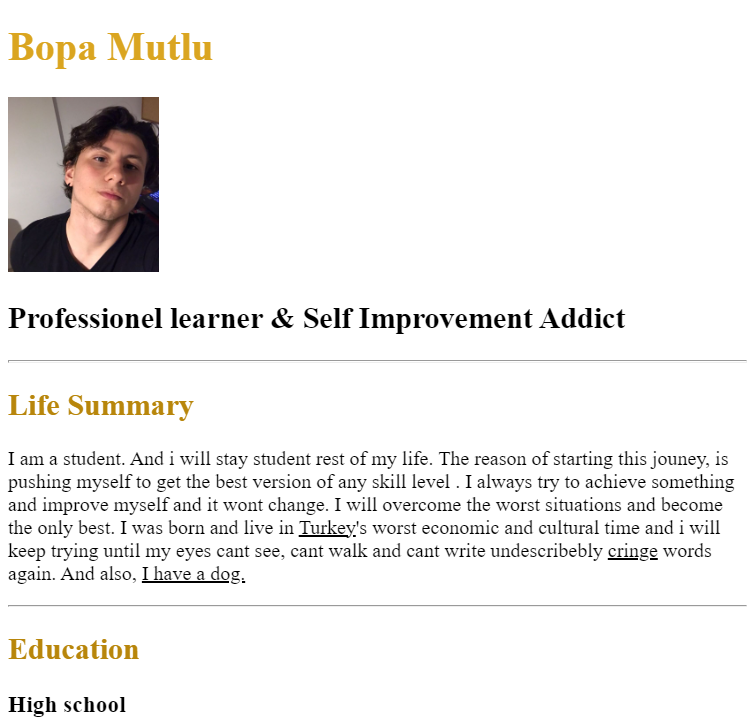 Bopa Mutlu
Professionel learner & Self Improvement Addict
Life Summary
I am a student. And i will stay student rest of my life. The reason of starting this jouney, is
pushing myself to get the best version of any skill level . I always try to achieve something
and improve myself and it wont change. I will overcome the worst situations and become
the only best. I was born and live in Turkey's worst economic and cultural time and i will
keep trying until my eyes cant see, cant walk and cant write undescribebly cringe words
again. And also, I have a dog.
Education
High school